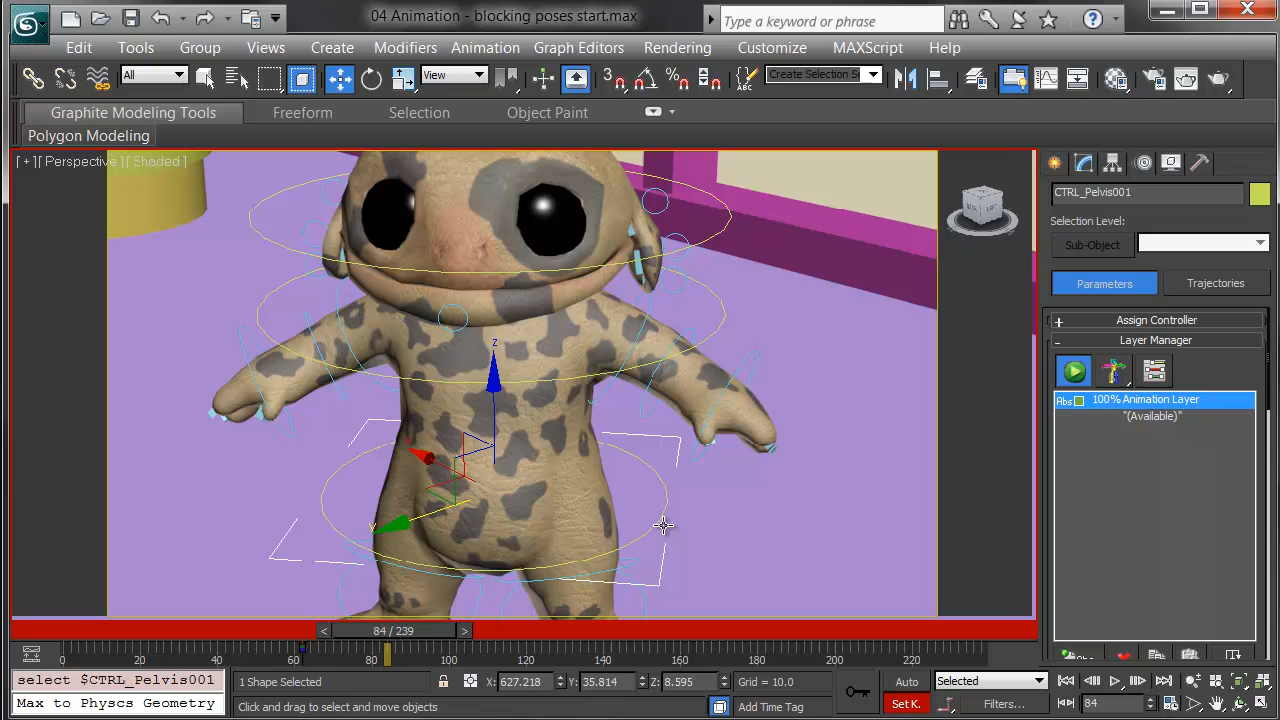 04 Animation - blocking poses start.max
Type a keyword or phrase
Edit Tools Group Views Create Modifiers Animation Graph Editors Rendering Customize MAXScript Help
All View 3 % ABC Create Selection Se
Graphite Modeling Tools Freeform Selection Object Paint
Polygon Modeling
[ + ] [ Perspective ] [ Shaded ]
z
y
CTRL_Pelvis001
Selection Level:
Sub-Object
Parameters Trajectories
+ Assign Controller
- Layer Manager
Abs 100% Animation Layer
"(Available)"
< 84 / 239 >
0 20 40 60 80 100 120 140 160 180 200 220
select $CTRL_Pelvis001
Max to Physcs Geometry
1 Shape Selected X: 627.218 Y: 35.814 Z: 8.595 Grid = 10.0
Click and drag to select and move objects Add Time Tag
Auto Selected
Set K. Filters... 84